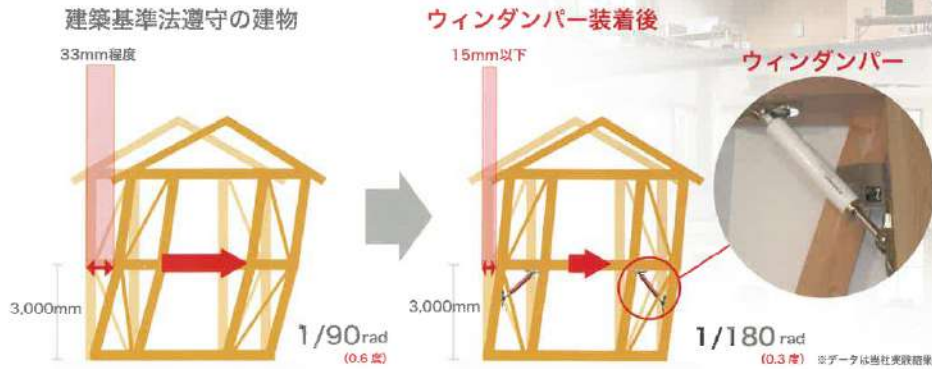 建築基準法遵守の建物
33mm程度
3,000mm
1/90rad
(0.6度)
ウィンダンパー装着後
15mm以下
ウィンダンパー
3,000mm
1/180rad
(0.3度)
※データは当社実験結果